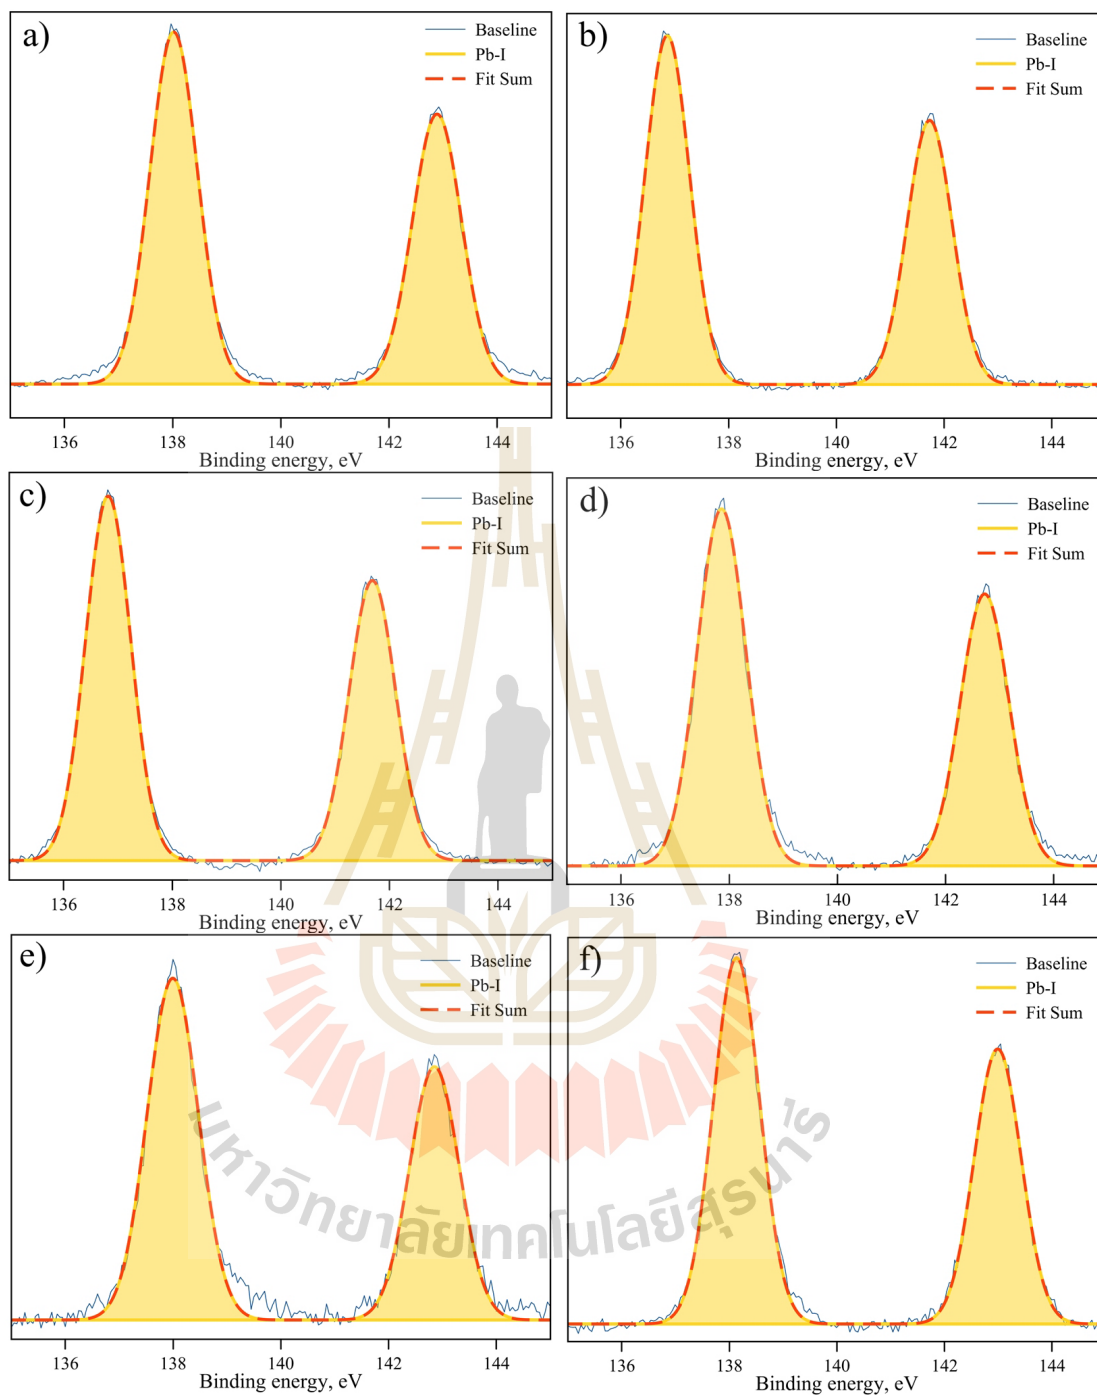 a)
Baseline
Pb-I
Fit Sum
136 138 140 142 144
Binding energy, eV
b)
Baseline
Pb-I
Fit Sum
136 138 140 142 144
Binding energy, eV
c)
Baseline
Pb-I
Fit Sum
136 138 140 142 144
Binding energy, eV
d)
Baseline
Pb-I
Fit Sum
136 138 140 142 144
Binding energy, eV
e)
Baseline
Pb-I
Fit Sum
136 138 140 142 144
Binding energy, eV
f)
Baseline
Pb-I
Fit Sum
136 138 140 142 144
Binding energy, eV
มหาวิทยาลัยเทคโนโลยีสุรนารี